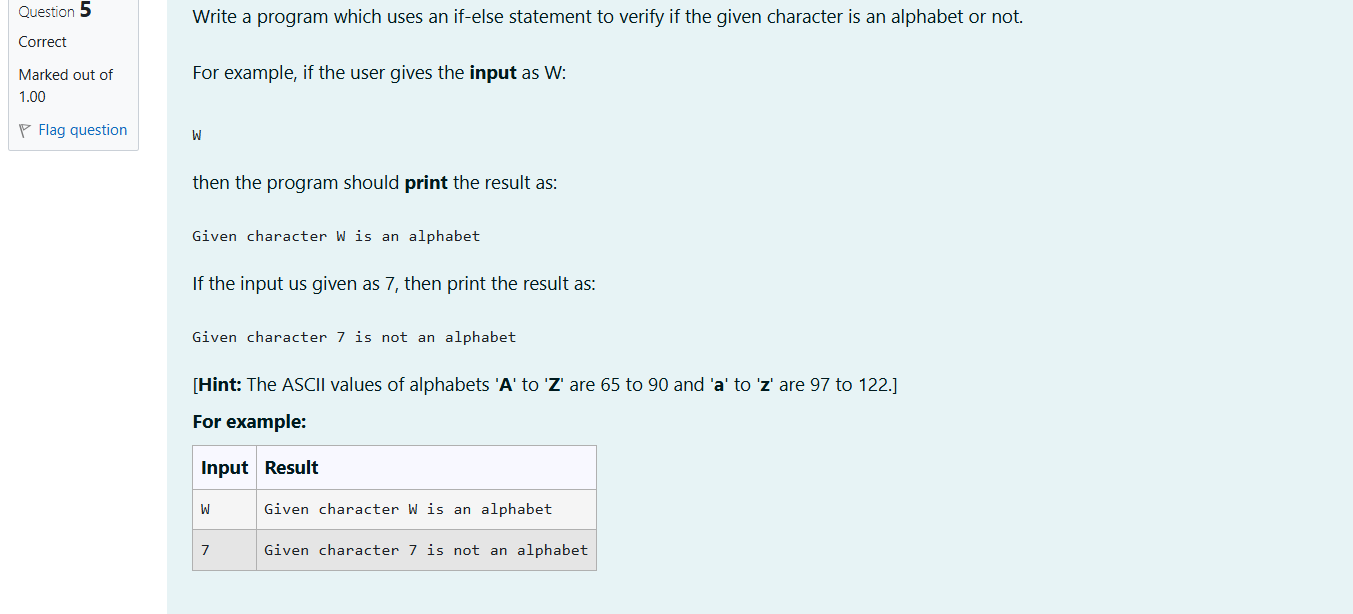 Question 5
Correct
Marked out of
1.00
Flag question
Write a program which uses an if-else statement to verify if the given character is an alphabet or not.
For example, if the user gives the input as W:
W
then the program should print the result as:
Given character W is an alphabet
If the input us given as 7, then print the result as:
Given character 7 is not an alphabet
[Hint: The ASCII values of alphabets 'A' to 'Z' are 65 to 90 and 'a' to 'z' are 97 to 122.]
For example:
Input Result
W Given character W is an alphabet
7 Given character 7 is not an alphabet